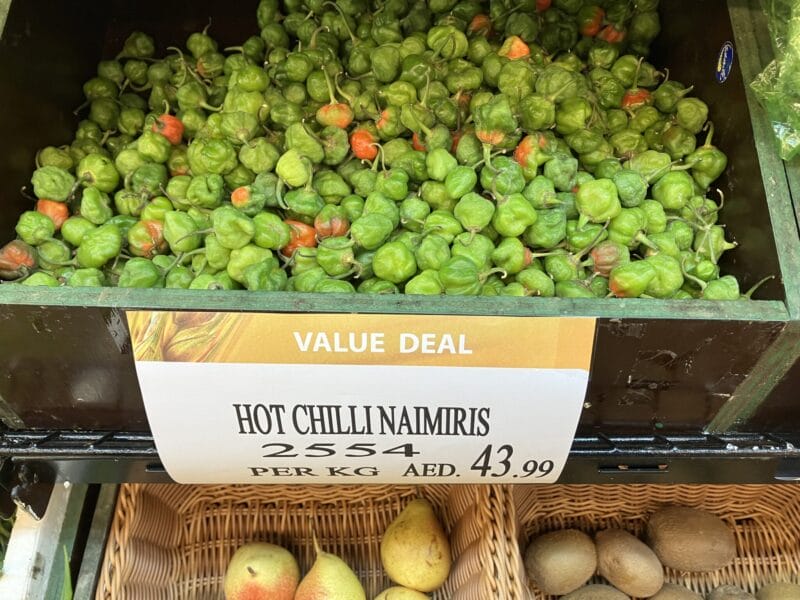 VALUE DEAL
HOT CHILLI NAIMIRIS
2554
PER KG AED. 43.99